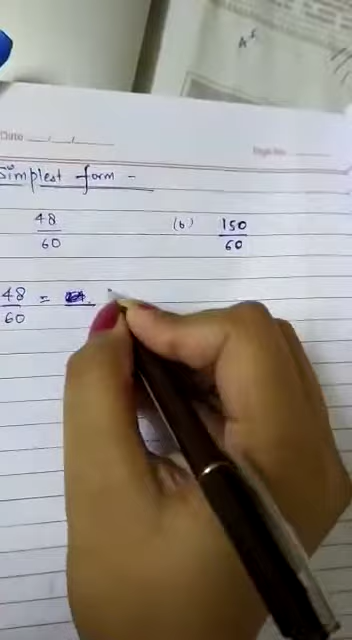 Date
Page No.
Simplest form -
48/60 (b) 150/60
48/60 =